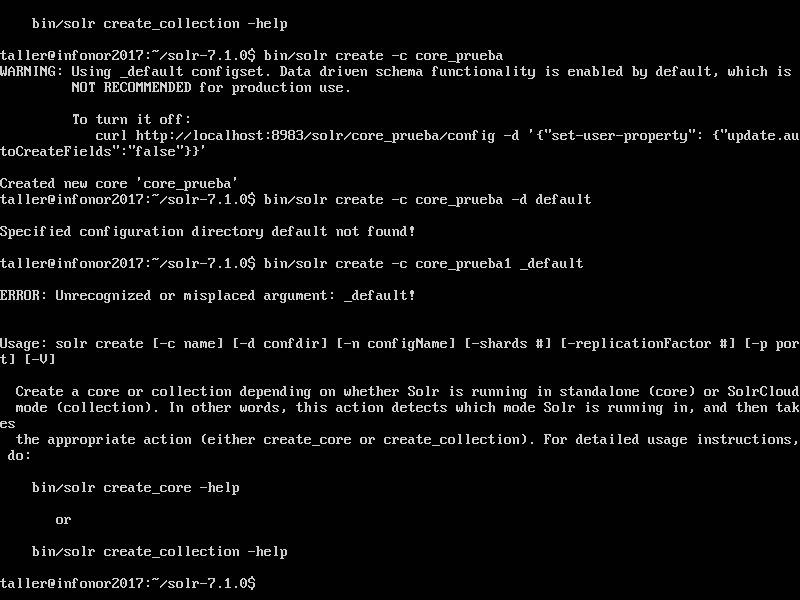 bin/solr create_collection -help
taller@infonor2017:~/solr-7.1.0$ bin/solr create -c core_prueba
WARNING: Using _default configset. Data driven schema functionality is enabled by default, which is
NOT RECOMMENDED for production use.
To turn it off:
curl http://localhost:8983/solr/core_prueba/config -d '{"set-user-property": {"update.au
toCreateFields":"false"}}'
Created new core 'core_prueba'
taller@infonor2017:~/solr-7.1.0$ bin/solr create -c core_prueba -d default
Specified configuration directory default not found!
taller@infonor2017:~/solr-7.1.0$ bin/solr create -c core_prueba1 _default
ERROR: Unrecognized or misplaced argument: _default!
Usage: solr create [-c name] [-d confdir] [-n configName] [-shards #] [-replicationFactor #] [-p por
t] [-V]
Create a core or collection depending on whether Solr is running in standalone (core) or SolrCloud
mode (collection). In other words, this action detects which mode Solr is running in, and then tak
es
the appropriate action (either create_core or create_collection). For detailed usage instructions,
do:
bin/solr create_core -help
or
bin/solr create_collection -help
taller@infonor2017:~/solr-7.1.0$